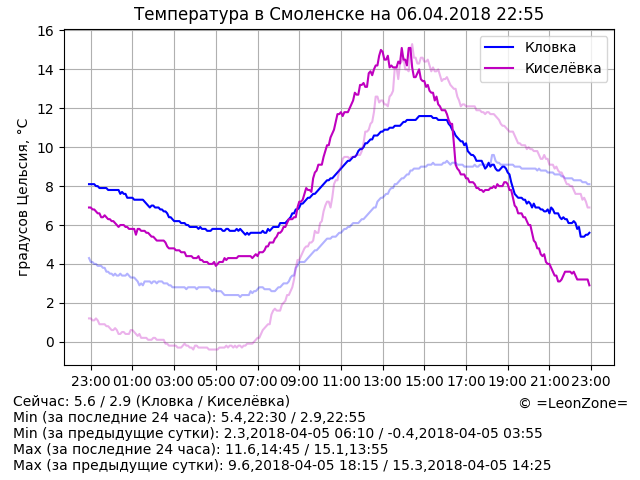 Температура в Смоленске на 06.04.2018 22:55
градусов Цельсия, °C
16
14
12
10
8
6
4
2
0
Кловка
Киселёвка
23:00 01:00 03:00 05:00 07:00 09:00 11:00 13:00 15:00 17:00 19:00 21:00 23:00
Сейчас: 5.6 / 2.9 (Кловка / Киселёвка)
© =LeonZone=
Min (за последние 24 часа): 5.4,22:30 / 2.9,22:55
Min (за предыдущие сутки): 2.3,2018-04-05 06:10 / -0.4,2018-04-05 03:55
Max (за последние 24 часа): 11.6,14:45 / 15.1,13:55
Max (за предыдущие сутки): 9.6,2018-04-05 18:15 / 15.3,2018-04-05 14:25